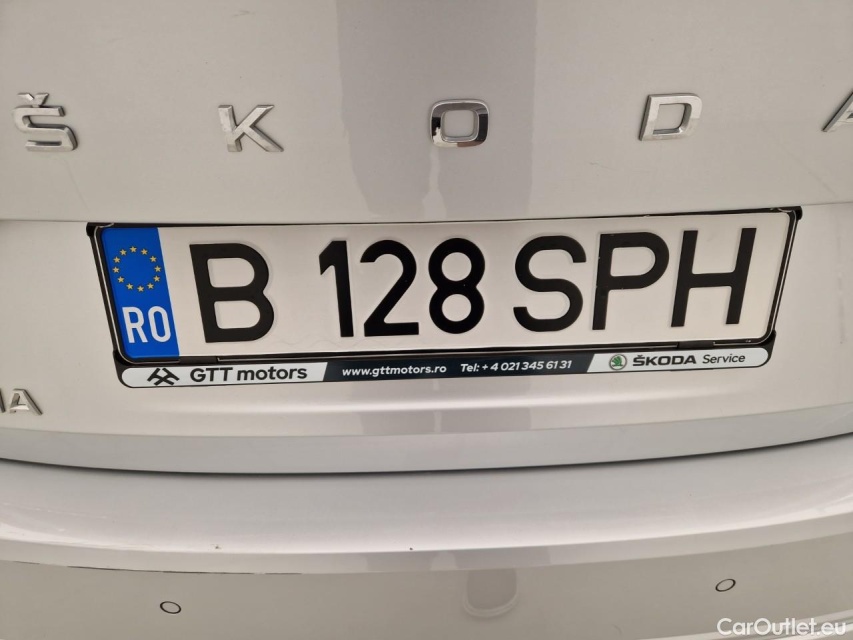 ŠKODA
RO B 128 SPH
GTT motors www.gttmotors.ro Tel: + 4 021 345 61 31 ŠKODA Service
IA
CarOutlet.eu